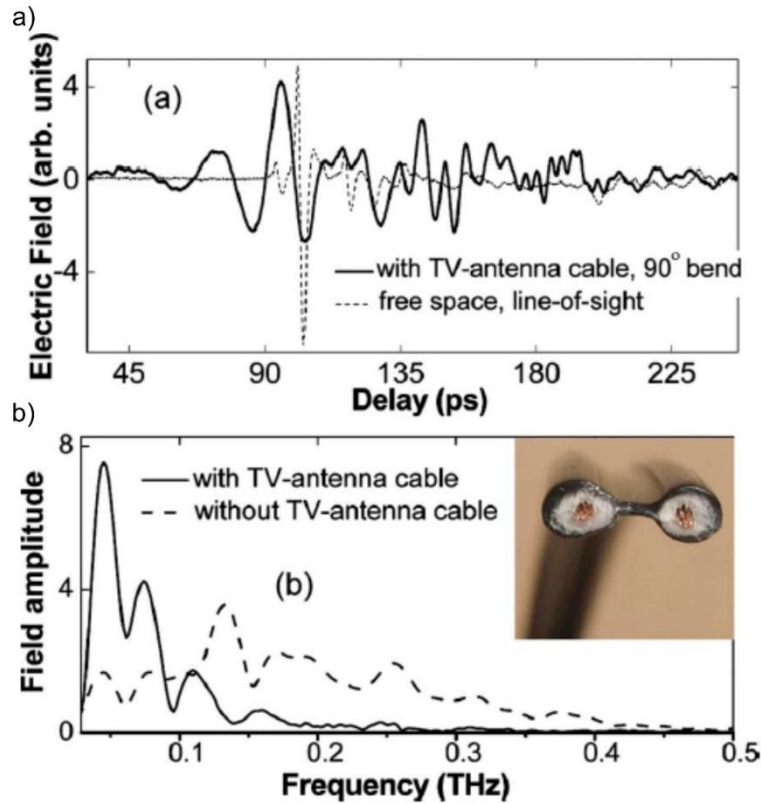 a)
(a)
Electric Field (arb. units)
4
0
-4
with TV-antenna cable, 90° bend
free space, line-of-sight
45 90 135 180 225
Delay (ps)
b)
8
4
0
Field amplitude
with TV-antenna cable
without TV-antenna cable
(b)
0.1 0.2 0.3 0.4 0.5
Frequency (THz)